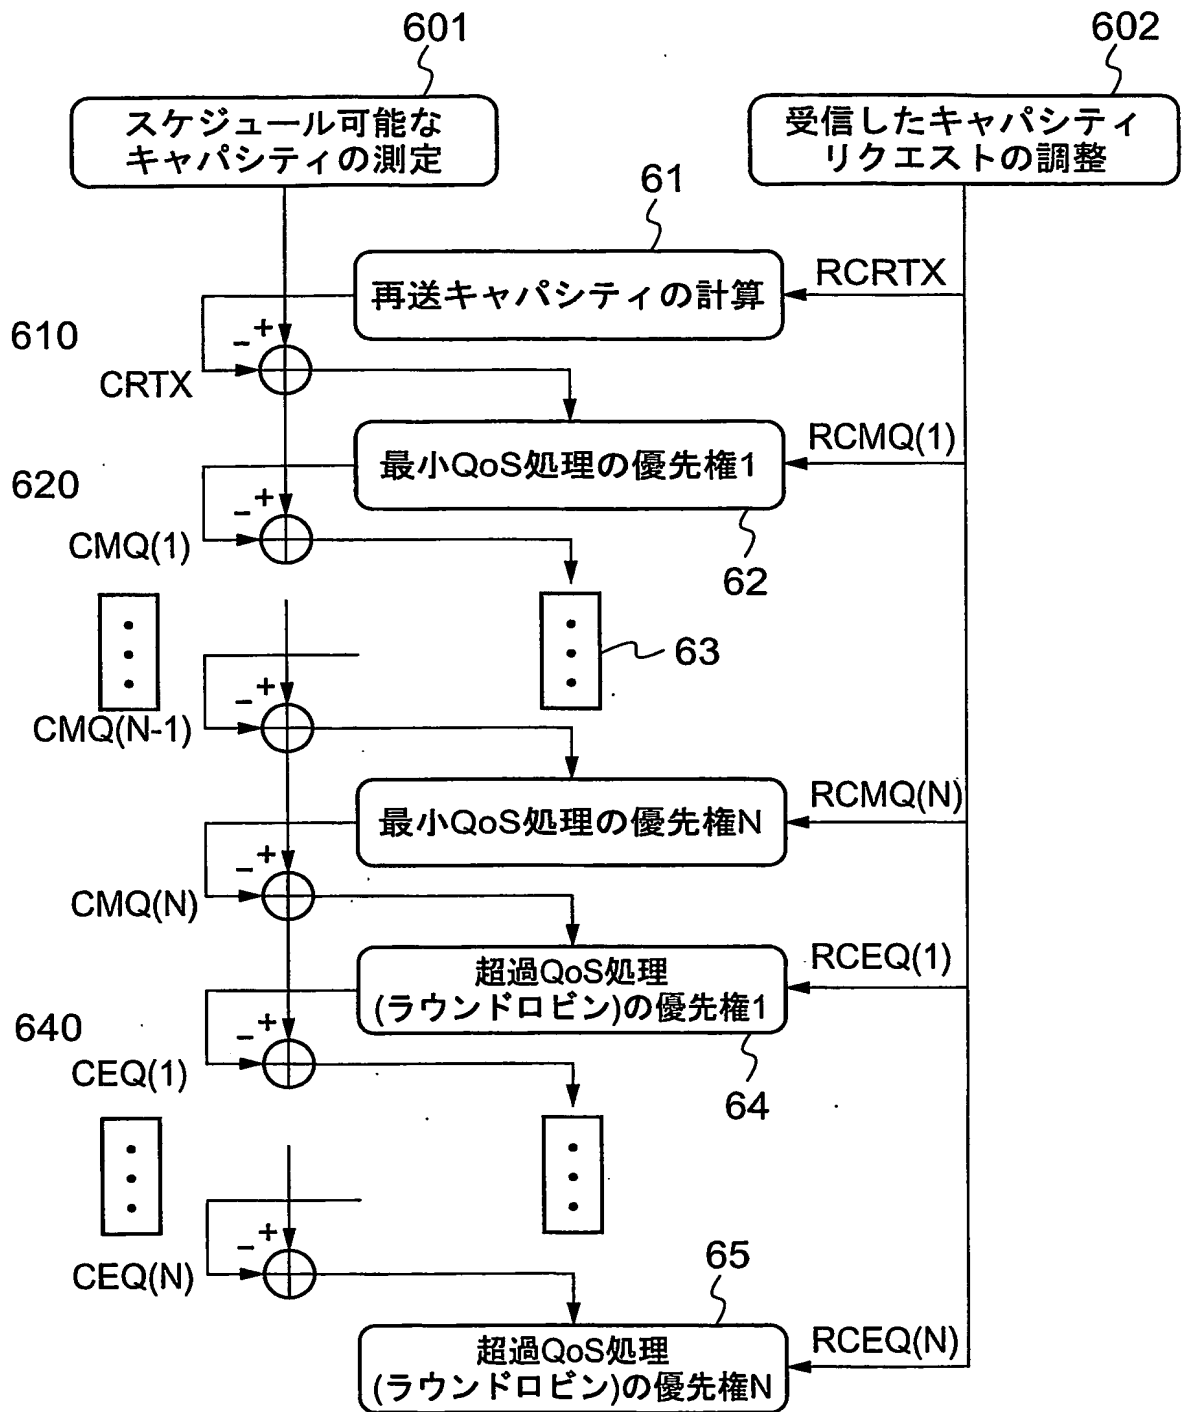 601
602
スケジュール可能な
キャパシティの測定
受信したキャパシティ
リクエストの調整
61
再送キャパシティの計算
RCRTX
610
+
-
CRTX
最小QoS処理の優先権1
RCMQ(1)
620
+
-
CMQ(1)
62
63
+
-
CMQ(N-1)
最小QoS処理の優先権N
RCMQ(N)
+
-
CMQ(N)
超過QoS処理
(ラウンドロビン)の優先権1
RCEQ(1)
640
+
-
CEQ(1)
64
+
-
CEQ(N)
65
超過QoS処理
(ラウンドロビン)の優先権N
RCEQ(N)